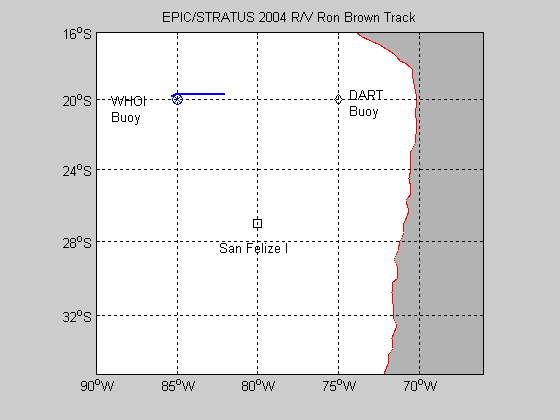 EPIC/STRATUS 2004 R/V Ron Brown Track
16°S
20°S
24°S
28°S
32°S
WHOI
Buoy
DART
Buoy
San Felize I
90°W
85°W
80°W
75°W
70°W